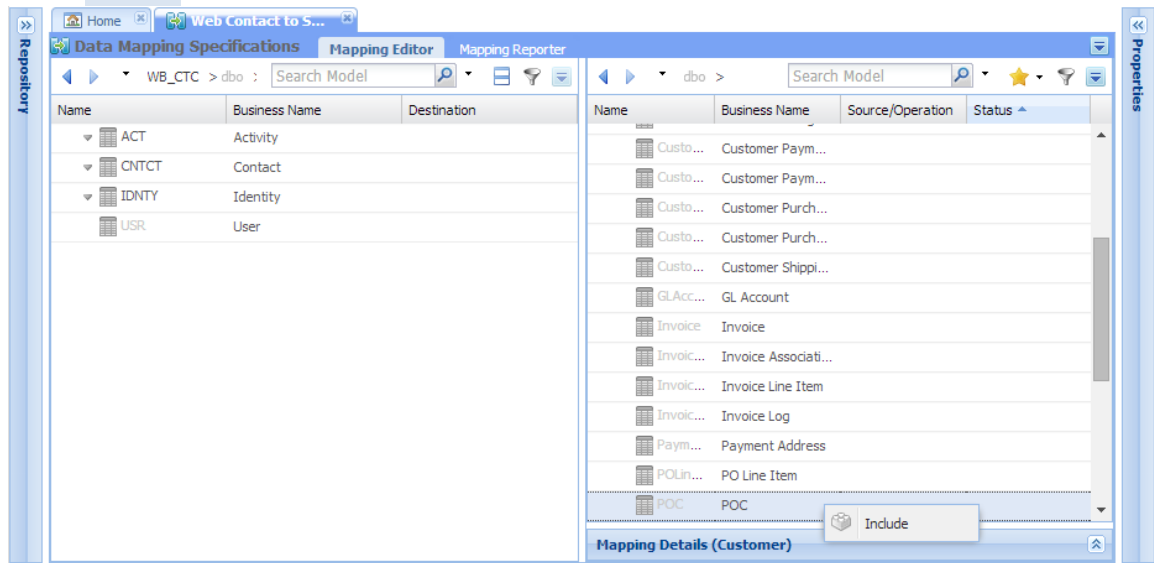 Home
Web Contact to S...
Repository
Data Mapping Specifications
Mapping Editor
Mapping Reporter
Properties
WB_CTC > dbo :
Search Model
dbo >
Search Model
Name Business Name Destination
ACT Activity
CNTCT Contact
IDNTY Identity
USR User
Name Business Name Source/Operation Status
Custo... Customer Paym...
Custo... Customer Paym...
Custo... Customer Purch...
Custo... Customer Purch...
Custo... Customer Shippi...
GLAcc... GL Account
Invoice Invoice
Invoic... Invoice Associati...
Invoic... Invoice Line Item
Invoic... Invoice Log
Paym... Payment Address
POLin... PO Line Item
POC POC
Include
Mapping Details (Customer)